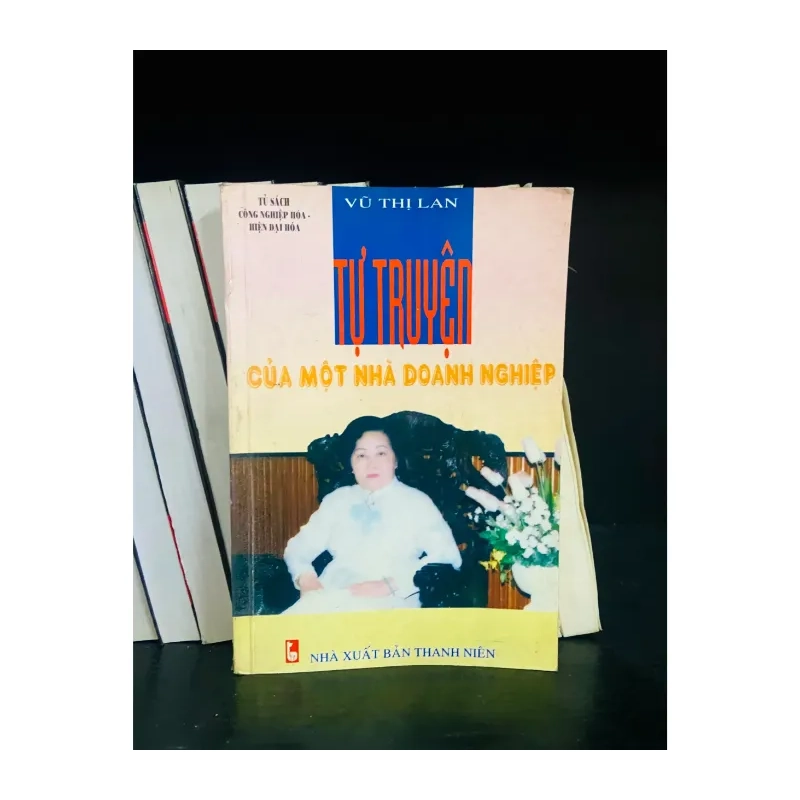 TỦ SÁCH
CÔNG NGHIỆP HÓA -
HIỆN ĐẠI HÓA
VŨ THỊ LAN
TỰ TRUYỆN
CỦA MỘT NHÀ DOANH NGHIỆP
NHÀ XUẤT BẢN THANH NIÊN